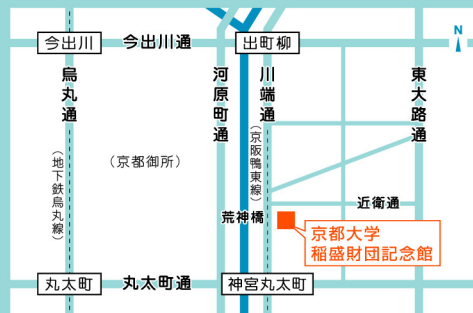 N
今出川
今出川通
出町柳
烏丸通
河原町通
川端通
東大路通
(地下鉄烏丸線)
(京都御所)
(京阪鴨東線)
近衛通
荒神橋
京都大学
稲盛財団記念館
丸太町
丸太町通
神宮丸太町